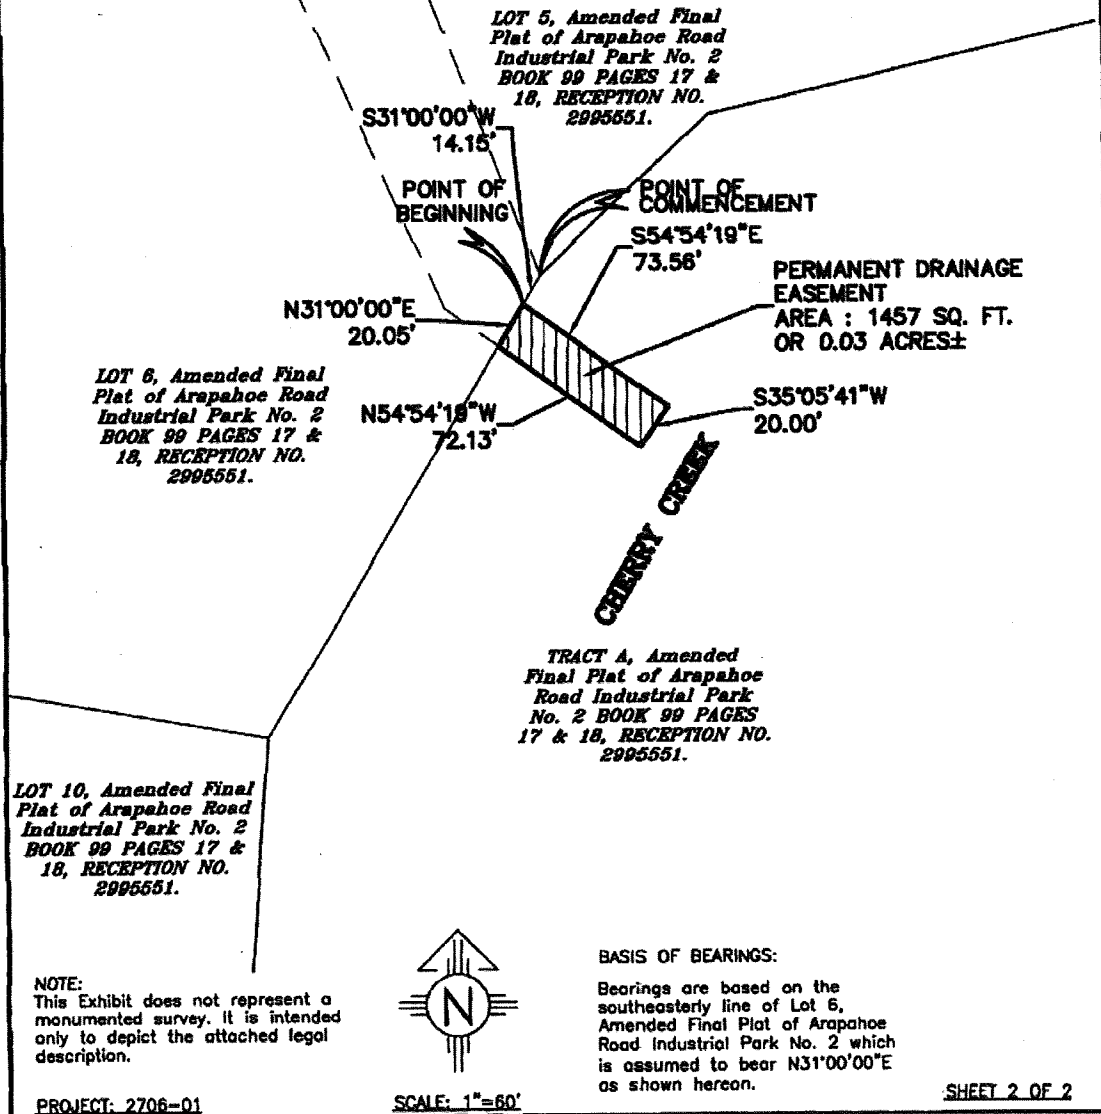 LOT 5, Amended Final
Plat of Arapahoe Road
Industrial Park No. 2
BOOK 99 PAGES 17 &
18, RECEPTION NO.
2995551.
S31°00'00"W
14.15'
POINT OF
BEGINNING
POINT OF
COMMENCEMENT
S54°54'19"E
73.56'
PERMANENT DRAINAGE
EASEMENT
AREA : 1457 SQ. FT.
OR 0.03 ACRES±
N31°00'00"E
20.05'
LOT 6, Amended Final
Plat of Arapahoe Road
Industrial Park No. 2
BOOK 99 PAGES 17 &
18, RECEPTION NO.
2995551.
N54°54'19"W
72.13'
S35°05'41"W
20.00'
CHERRY CREEK
TRACT A, Amended
Final Plat of Arapahoe
Road Industrial Park
No. 2 BOOK 99 PAGES
17 & 18, RECEPTION NO.
2995551.
LOT 10, Amended Final
Plat of Arapahoe Road
Industrial Park No. 2
BOOK 99 PAGES 17 &
18, RECEPTION NO.
2995551.
NOTE:
This Exhibit does not represent a
monumented survey. It is intended
only to depict the attached legal
description.
PROJECT: 2706-01
N
SCALE: 1"=60'
BASIS OF BEARINGS:
Bearings are based on the
southeasterly line of Lot 6,
Amended Final Plat of Arapahoe
Road Industrial Park No. 2 which
is assumed to bear N31°00'00"E
as shown hereon.
SHEET 2 OF 2